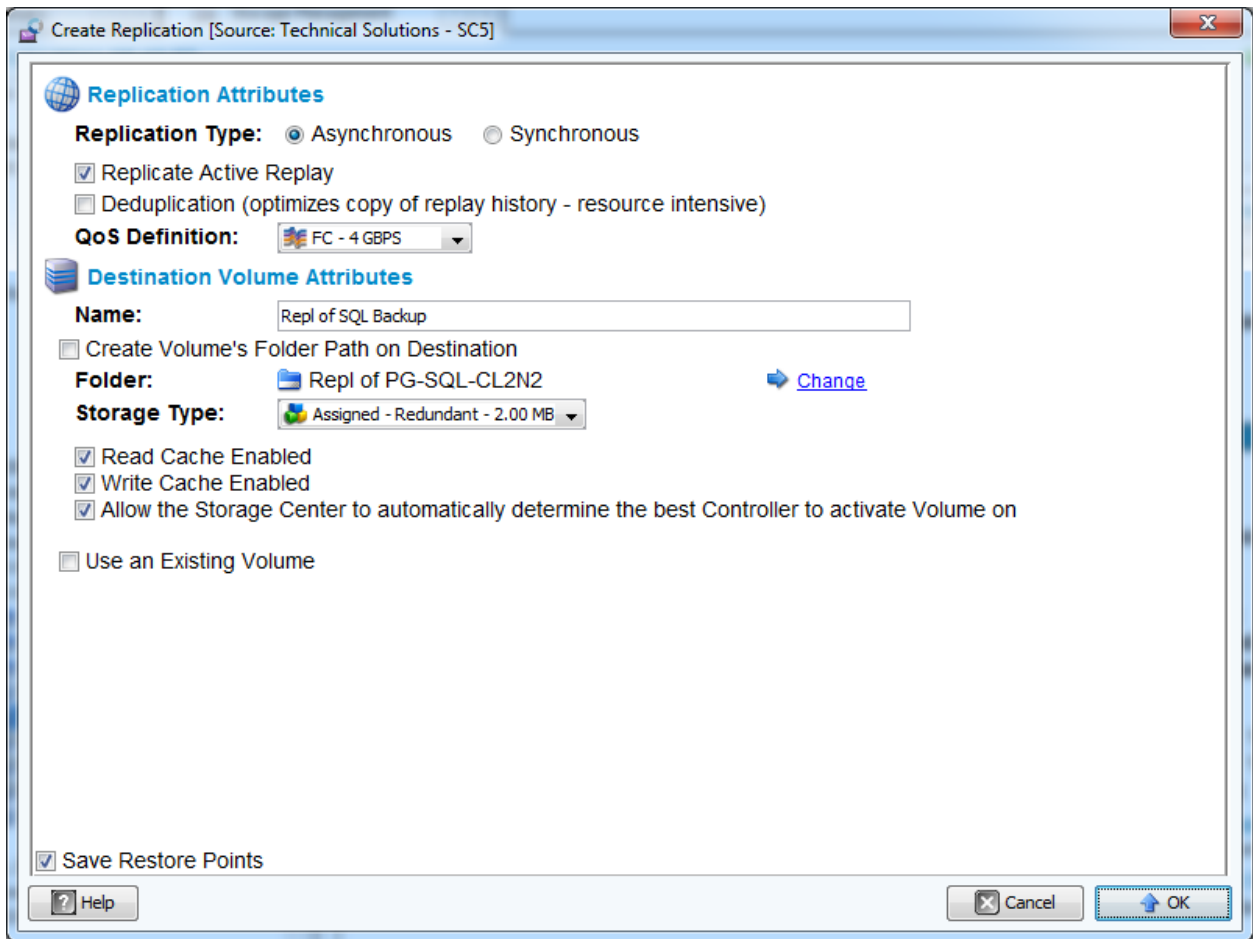 Create Replication [Source: Technical Solutions - SC5]
Replication Attributes
Replication Type: Asynchronous Synchronous
Replicate Active Replay
Deduplication (optimizes copy of replay history - resource intensive)
QoS Definition: FC - 4 GBPS
Destination Volume Attributes
Name: Repl of SQL Backup
Create Volume's Folder Path on Destination
Folder: Repl of PG-SQL-CL2N2 Change
Storage Type: Assigned - Redundant - 2.00 MB
Read Cache Enabled
Write Cache Enabled
Allow the Storage Center to automatically determine the best Controller to activate Volume on
Use an Existing Volume
Save Restore Points
? Help Cancel OK